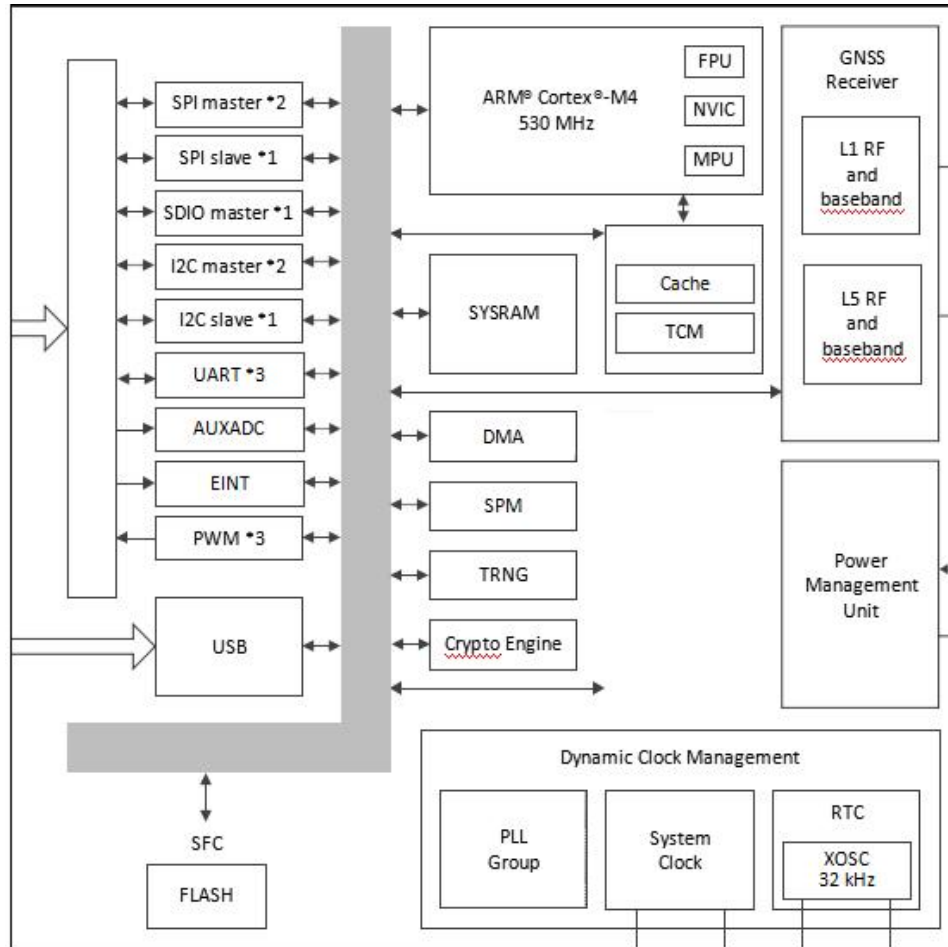 SPI master *2
SPI slave *1
SDIO master *1
I2C master *2
I2C slave *1
UART *3
AUXADC
EINT
PWM *3
USB
SFC
FLASH
ARM® Cortex®-M4
530 MHz
FPU
NVIC
MPU
SYSRAM
Cache
TCM
DMA
SPM
TRNG
Crypto Engine
GNSS
Receiver
L1 RF
and
baseband
L5 RF
and
baseband
Power
Management
Unit
Dynamic Clock Management
PLL
Group
System
Clock
RTC
XOSC
32 kHz